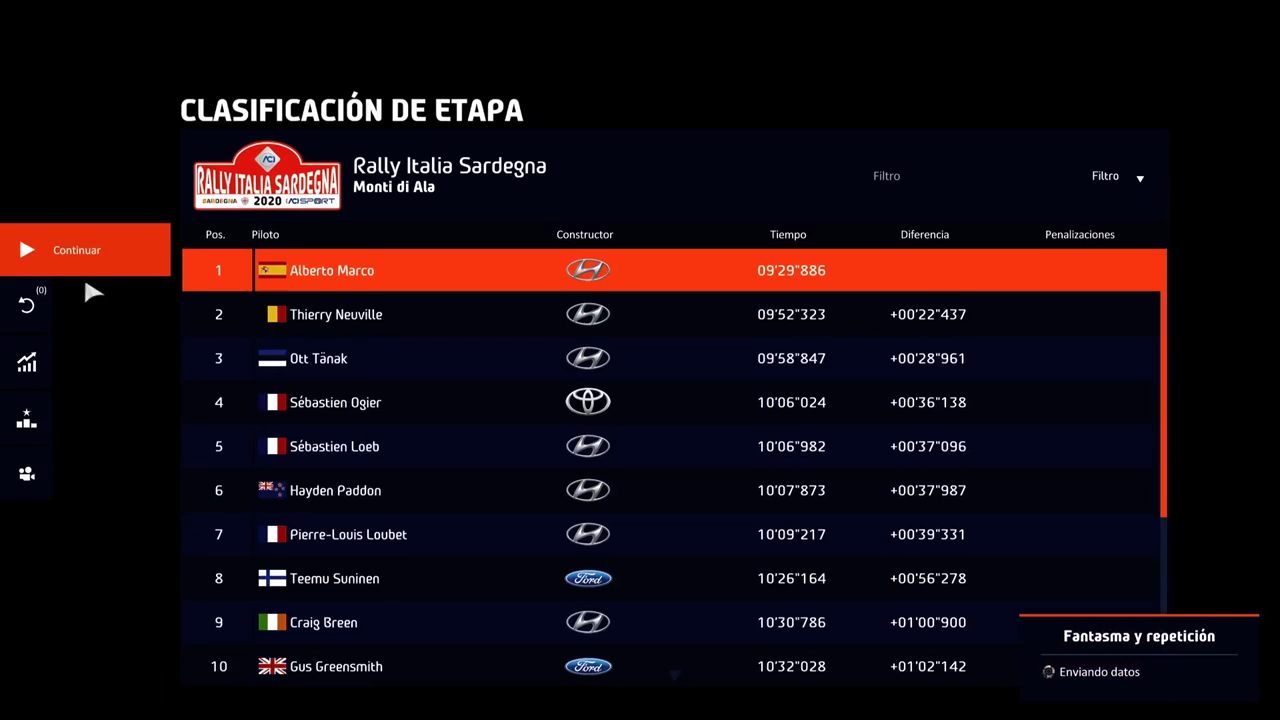 CLASIFICACIÓN DE ETAPA
ACI
RALLY ITALIA SARDEGNA
SARDEGNA 2020 ACI SPORT
Rally Italia Sardegna
Monti di Ala
Filtro Filtro
Continuar
(0)
Pos. Piloto Constructor Tiempo Diferencia Penalizaciones
1 Alberto Marco 09'29"886
2 Thierry Neuville 09'52"323 +00'22"437
3 Ott Tänak 09'58"847 +00'28"961
4 Sébastien Ogier 10'06"024 +00'36"138
5 Sébastien Loeb 10'06"982 +00'37"096
6 Hayden Paddon 10'07"873 +00'37"987
7 Pierre-Louis Loubet 10'09"217 +00'39"331
8 Teemu Suninen Ford 10'26"164 +00'56"278
9 Craig Breen 10'30"786 +01'00"900
10 Gus Greensmith Ford 10'32"028 +01'02"142
Fantasma y repetición
Enviando datos